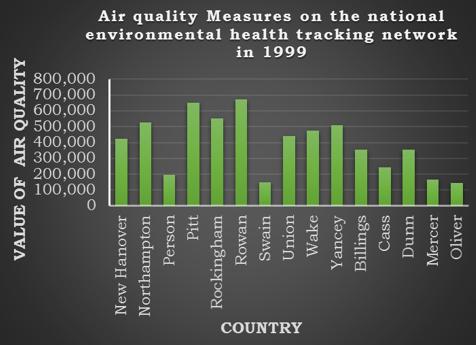 Air quality Measures on the national
environmental health tracking network
in 1999
VALUE OF AIR QUALITY
800,000
700,000
600,000
500,000
400,000
300,000
200,000
100,000
0
New Hanover
Northampton
Person
Pitt
Rockingham
Rowan
Swain
Union
Wake
Yancey
Billings
Cass
Dunn
Mercer
Oliver
COUNTRY